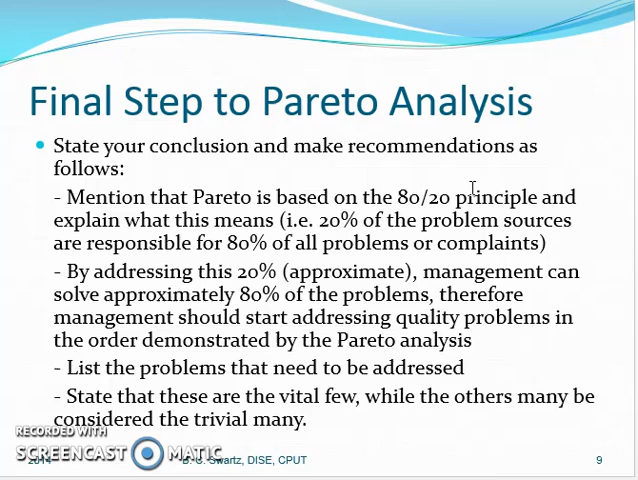 Final Step to Pareto Analysis
State your conclusion and make recommendations as
follows:
- Mention that Pareto is based on the 80/20 principle and
explain what this means (i.e. 20% of the problem sources
are responsible for 80% of all problems or complaints)
- By addressing this 20% (approximate), management can
solve approximately 80% of the problems, therefore
management should start addressing quality problems in
the order demonstrated by the Pareto analysis
- List the problems that need to be addressed
- State that these are the vital few, while the others many be
considered the trivial many.
RECORDED WITH
SCREENCAST MATIC
Swartz, DISE, CPUT 9